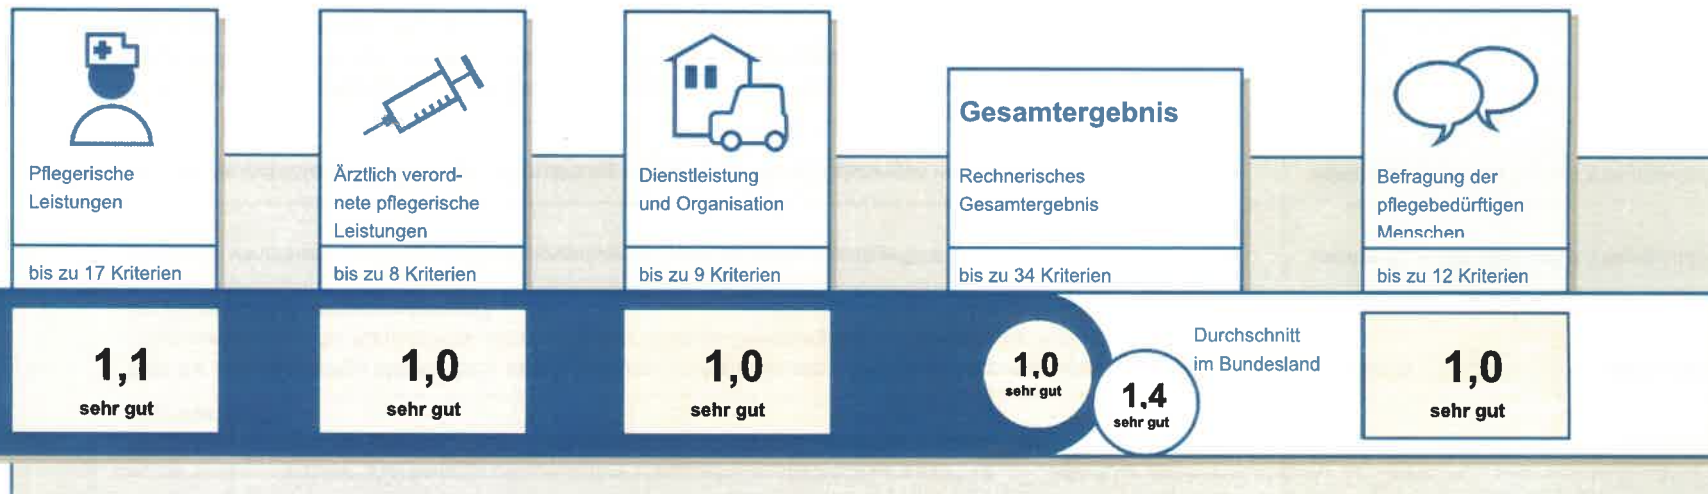 Pflegerische
Leistungen
bis zu 17 Kriterien
1,1
sehr gut
Ärztlich verord-
nete pflegerische
Leistungen
bis zu 8 Kriterien
1,0
sehr gut
Dienstleistung
und Organisation
bis zu 9 Kriterien
1,0
sehr gut
Gesamtergebnis
Rechnerisches
Gesamtergebnis
bis zu 34 Kriterien
1,0
sehr gut
1,4
sehr gut
Durchschnitt
im Bundesland
Befragung der
pflegebedürftigen
Menschen
bis zu 12 Kriterien
1,0
sehr gut